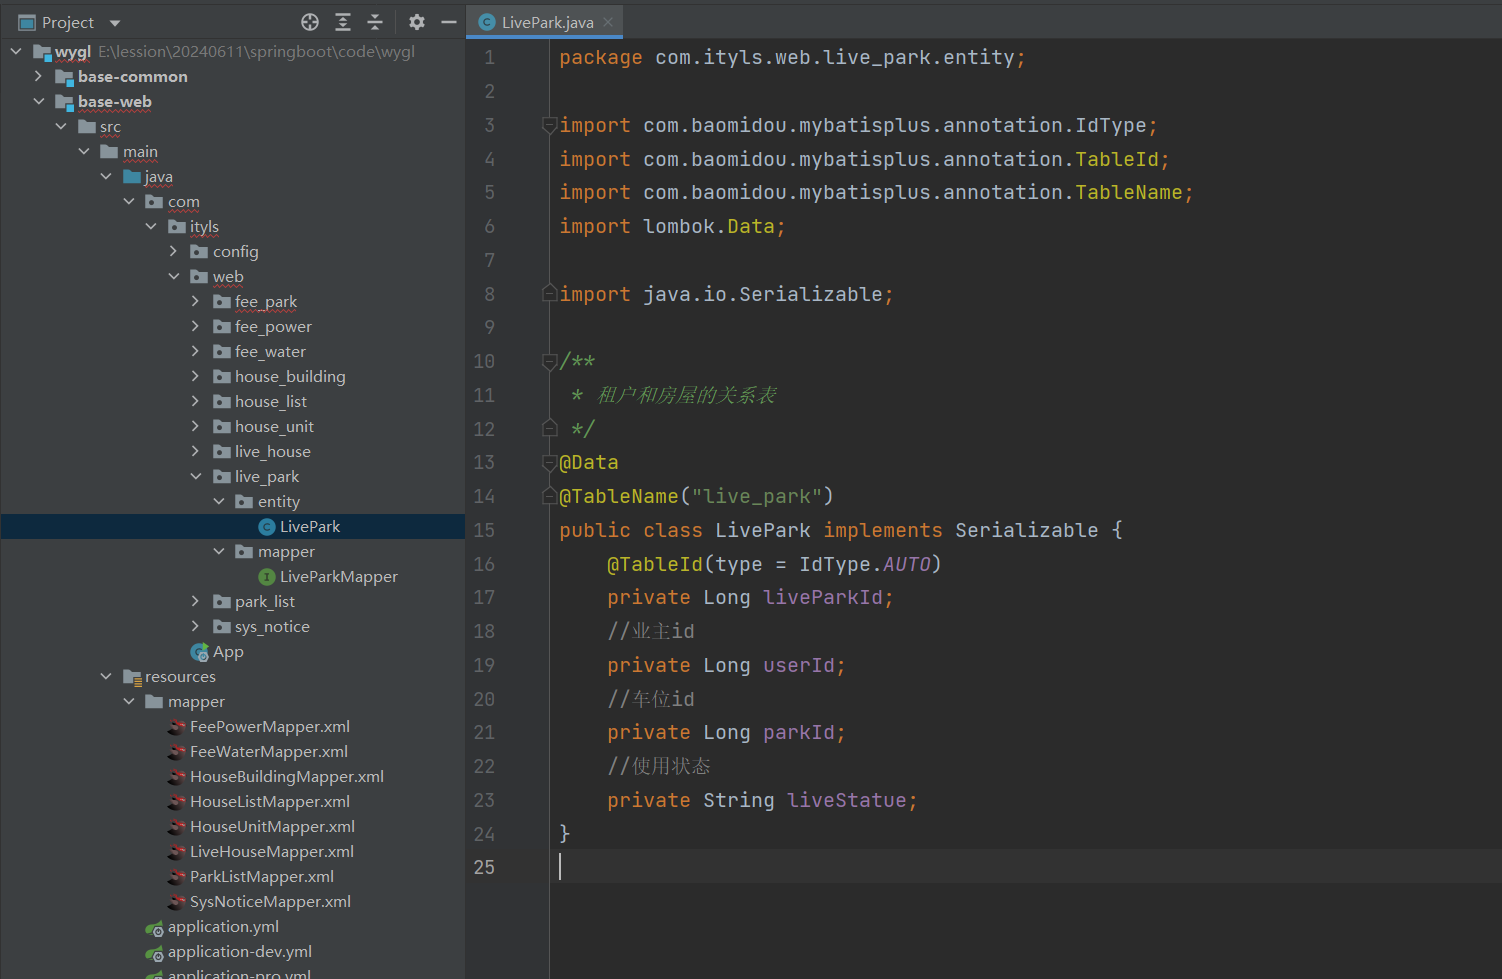 Project
wygl E:\lession\20240611\springboot\code\wygl
base-common
base-web
src
main
java
com
ityls
config
web
fee_park
fee_power
fee_water
house_building
house_list
house_unit
live_house
live_park
entity
LivePark
mapper
LiveParkMapper
park_list
sys_notice
App
resources
mapper
FeePowerMapper.xml
FeeWaterMapper.xml
HouseBuildingMapper.xml
HouseListMapper.xml
HouseUnitMapper.xml
LiveHouseMapper.xml
ParkListMapper.xml
SysNoticeMapper.xml
application.yml
application-dev.yml
application-pro.yml
LivePark.java
1 package com.ityls.web.live_park.entity;
2
3 import com.baomidou.mybatisplus.annotation.IdType;
4 import com.baomidou.mybatisplus.annotation.TableId;
5 import com.baomidou.mybatisplus.annotation.TableName;
6 import lombok.Data;
7
8 import java.io.Serializable;
9
10 /**
11 * 租户和房屋的关系表
12 */
13 @Data
14 @TableName("live_park")
15 public class LivePark implements Serializable {
16 @TableId(type = IdType.AUTO)
17 private Long liveParkId;
18 //业主id
19 private Long userId;
20 //车位id
21 private Long parkId;
22 //使用状态
23 private String liveStatue;
24 }
25